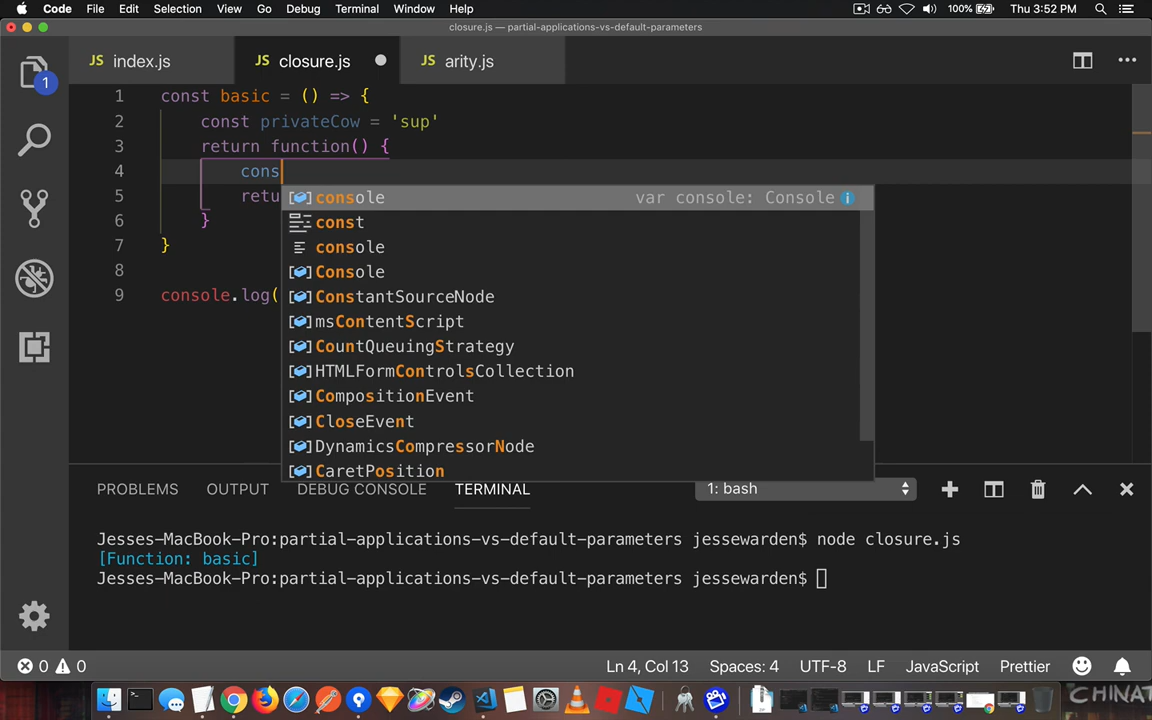 Code File Edit Selection View Go Debug Terminal Window Help 100% Thu 3:52 PM
closure.js — partial-applications-vs-default-parameters
JS index.js JS closure.js JS arity.js
1
1 const basic = () => {
2 const privateCow = 'sup'
3 return function() {
4 cons
5 retu
6 }
7 }
8
9 console.log(
console var console: Console
const
console
Console
ConstantSourceNode
msContentScript
CountQueuingStrategy
HTMLFormControlsCollection
CompositionEvent
CloseEvent
DynamicsCompressorNode
CaretPosition
PROBLEMS OUTPUT DEBUG CONSOLE TERMINAL 1: bash
Jesses-MacBook-Pro:partial-applications-vs-default-parameters jessewarden$ node closure.js
[Function: basic]
Jesses-MacBook-Pro:partial-applications-vs-default-parameters jessewarden$
0 0 Ln 4, Col 13 Spaces: 4 UTF-8 LF JavaScript Prettier